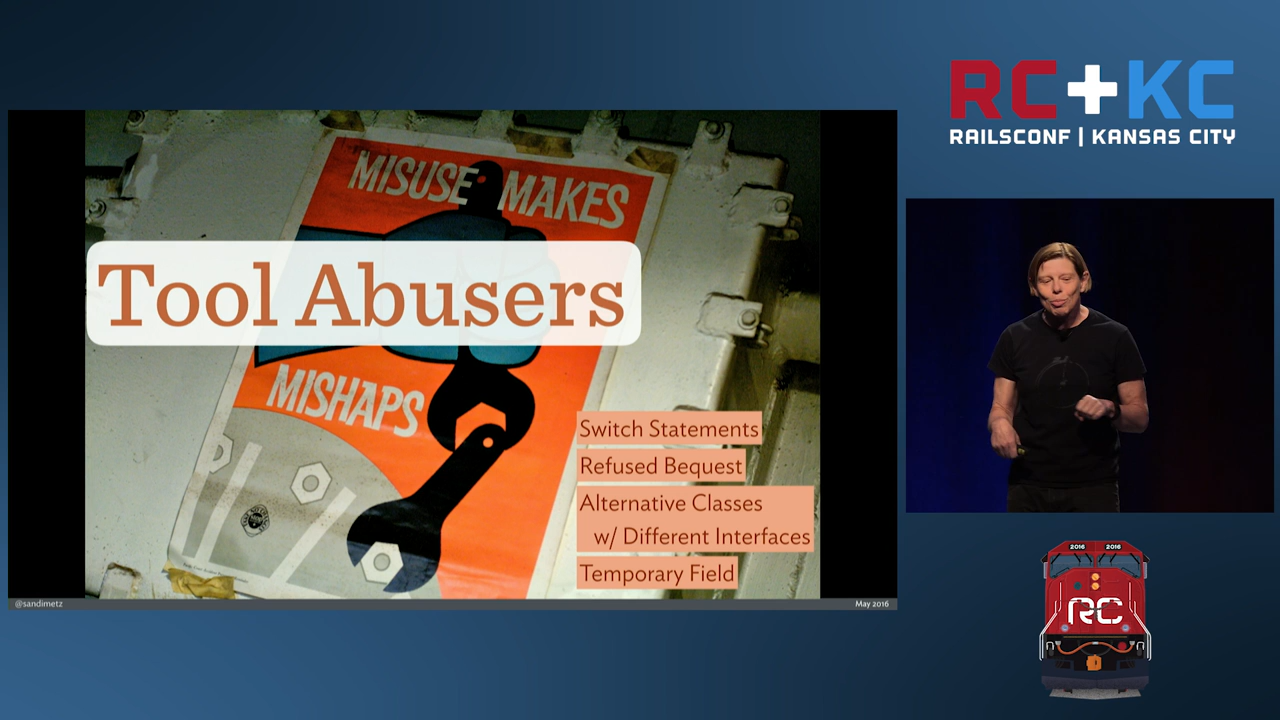 RC+KC
RAILSCONF | KANSAS CITY
MISUSE MAKES
Tool Abusers
MISHAPS
Switch Statements
Refused Bequest
Alternative Classes
w/ Different Interfaces
Temporary Field
@sandimetz
May 2016
2016 2016
RC